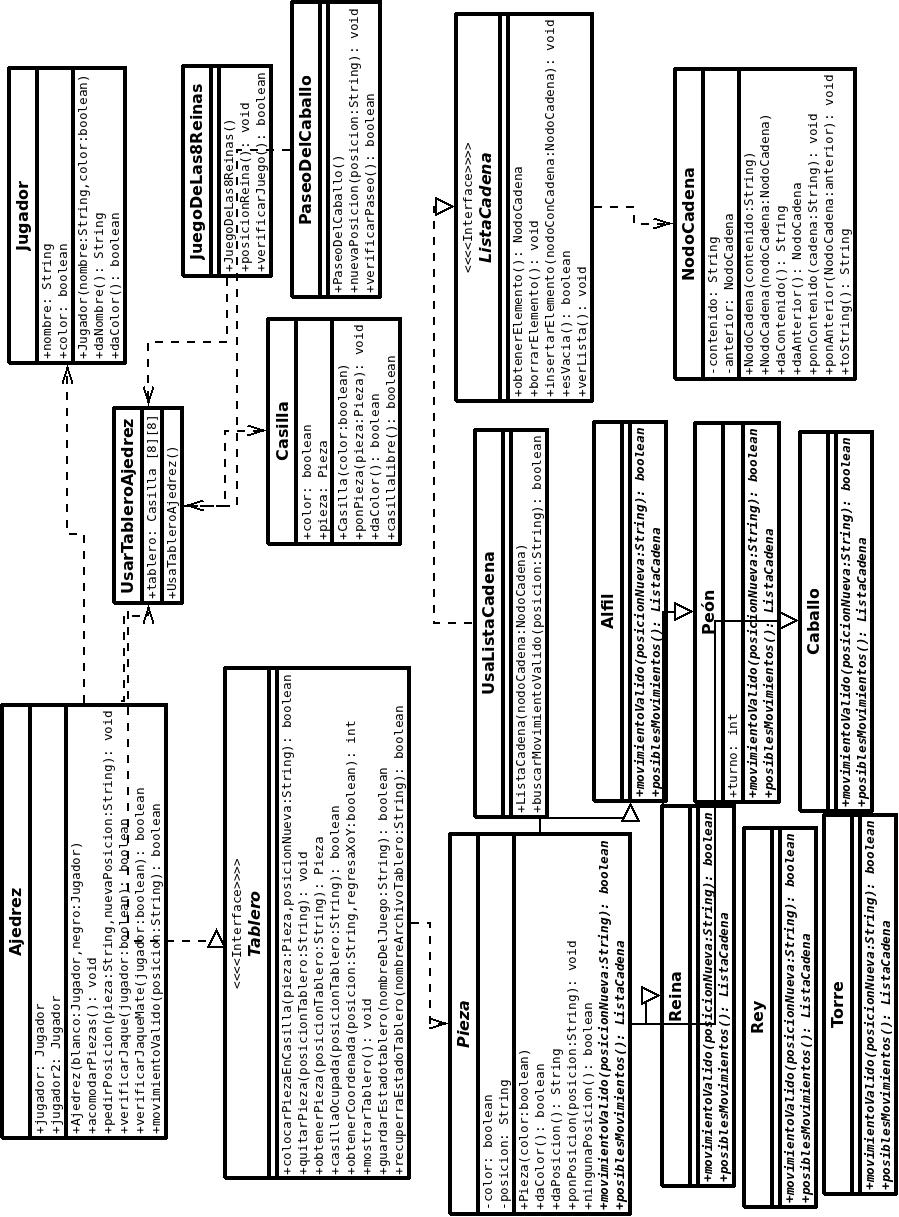 Jugador
+nombre: String
+color: boolean
+Jugador(nombre:String,color:boolean)
+daNombre(): String
+daColor(): boolean
JuegoDeLas8Reinas
+JuegoDeLas8Reinas()
+posicionReina(): void
+verificarJuego(): boolean
PaseoDelCaballo
+PaseoDelCaballo()
+nuevaPosicion(posicion:String): void
+verificarPaseo(): boolean
<<<<Interface>>>>
ListaCadena
+obtenerElemento(): NodoCadena
+borrarElemento(): void
+insertarElemento(nodoConCadena:NodoCadena): void
+esVacia(): boolean
+verLista(): void
NodoCadena
-contenido: String
-anterior: NodoCadena
+NodoCadena(contenido:String)
+NodoCadena(nodoCadena:NodoCadena)
+daContenido(): String
+daAnterior(): NodoCadena
+ponContenido(cadena:String): void
+ponAnterior(NodoCadena:anterior): void
+toString(): String
UsarTableroAjedrez
+tablero: Casilla [8][8]
+UsaTableroAjedrez()
Casilla
+color: boolean
+pieza: Pieza
+Casilla(color:boolean)
+ponPieza(pieza:Pieza): void
+daColor(): boolean
+casillaLibre(): boolean
UsaListaCadena
+ListaCadena(nodoCadena:NodoCadena)
+buscarMovimientoValido(posicion:String): boolean
Alfil
+movimientoValido(posicionNueva:String): boolean
+posiblesMovimientos(): ListaCadena
Peón
+turno: int
+movimientoValido(posicionNueva:String): boolean
+posiblesMovimientos(): ListaCadena
Caballo
+movimientoValido(posicionNueva:String): boolean
+posiblesMovimientos(): ListaCadena
Ajedrez
+jugador: Jugador
+jugador2: Jugador
+Ajedrez(blanco:Jugador,negro:Jugador)
+acomodarPiezas(): void
+pedirPosicion(pieza:String,nuevaPosicion:String): void
+verificarJaque(jugador:boolean): boolean
+verificarJaqueMate(jugador:boolean): boolean
+movimientoValido(posicion:String): boolean
<<<<Interface>>>>
Tablero
+colocarPiezaEnCasilla(pieza:Pieza,posicionNueva:String): boolean
+quitarPieza(posicionTablero:String): void
+obtenerPieza(posicionTablero:String): Pieza
+casillaOcupada(posicionTablero:String): boolean
+obtenerCoordenada(posicion:String,regresaXoY:boolean): int
+mostrarTablero(): void
+guardarEstadotablero(nombreDelJuego:String): boolean
+recuperraEstadoTablero(nombreArchivoTablero:String): boolean
Pieza
-color: boolean
-posicion: String
+Pieza(color:boolean)
+daColor(): boolean
+daPosicion(): String
+ponPosicion(posicion:String): void
+ningunaPosicion(): boolean
+movimientoValido(posicionNueva:String): boolean
+posiblesMovimientos(): ListaCadena
Reina
+movimientoValido(posicionNueva:String): boolean
+posiblesMovimientos(): ListaCadena
Rey
+movimientoValido(posicionNueva:String): boolean
+posiblesMovimientos(): ListaCadena
Torre
+movimientoValido(posicionNueva:String): boolean
+posiblesMovimientos(): ListaCadena